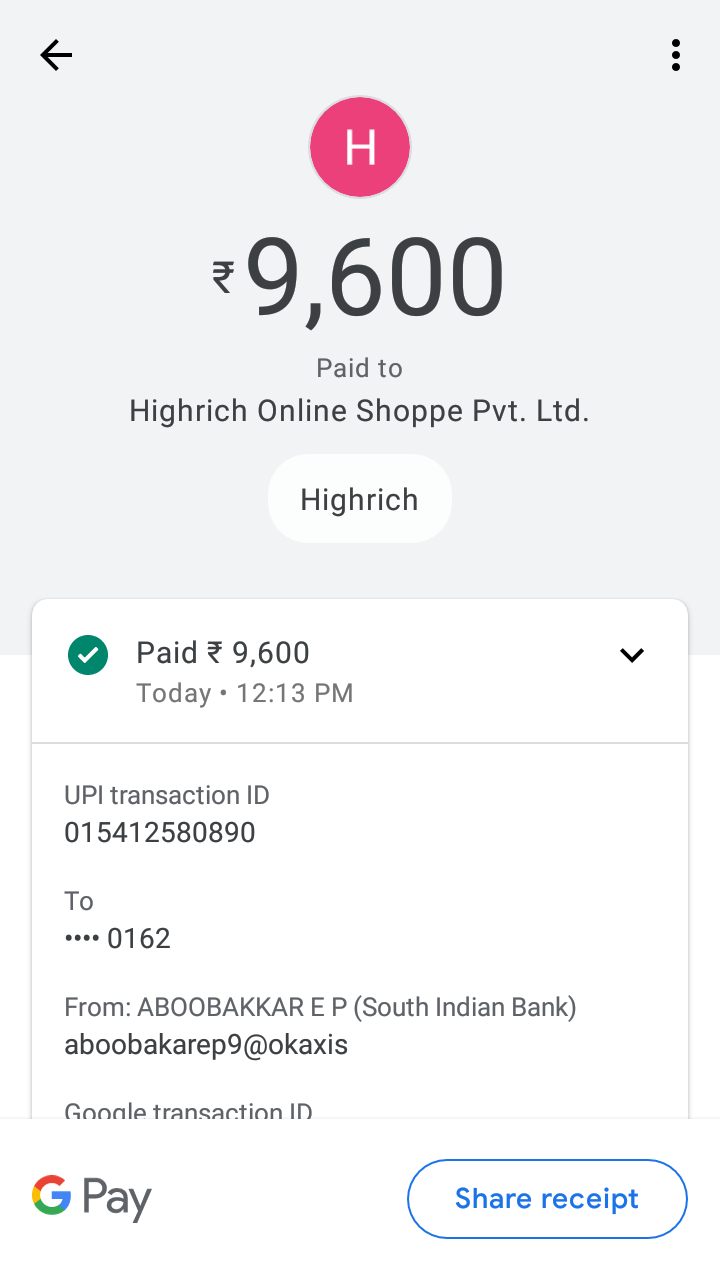 H
₹9,600
Paid to
Highrich Online Shoppe Pvt. Ltd.
Highrich
Paid ₹ 9,600
Today • 12:13 PM
UPI transaction ID
015412580890
To
•••• 0162
From: ABOOBAKKAR E P (South Indian Bank)
aboobakarep9@okaxis
Google transaction ID
G Pay
Share receipt